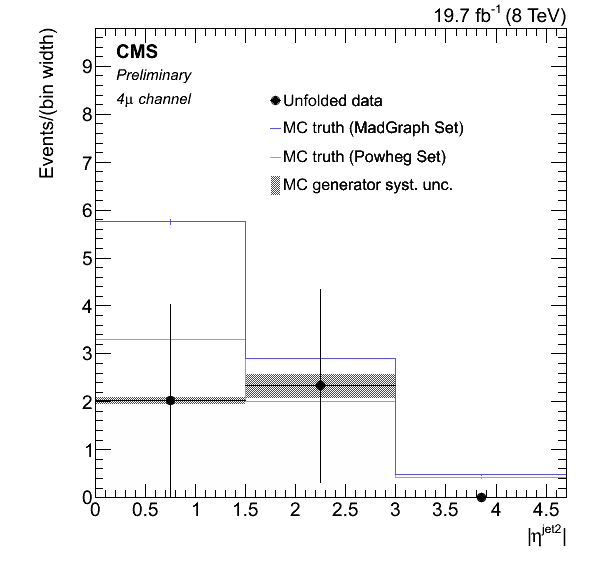 19.7 fb⁻¹ (8 TeV)
CMS
Preliminary
4μ channel
Events/(bin width)
Unfolded data
MC truth (MadGraph Set)
MC truth (Powheg Set)
MC generator syst. unc.
9
8
7
6
5
4
3
2
1
0
0 0.5 1 1.5 2 2.5 3 3.5 4 4.5
|η^jet2|